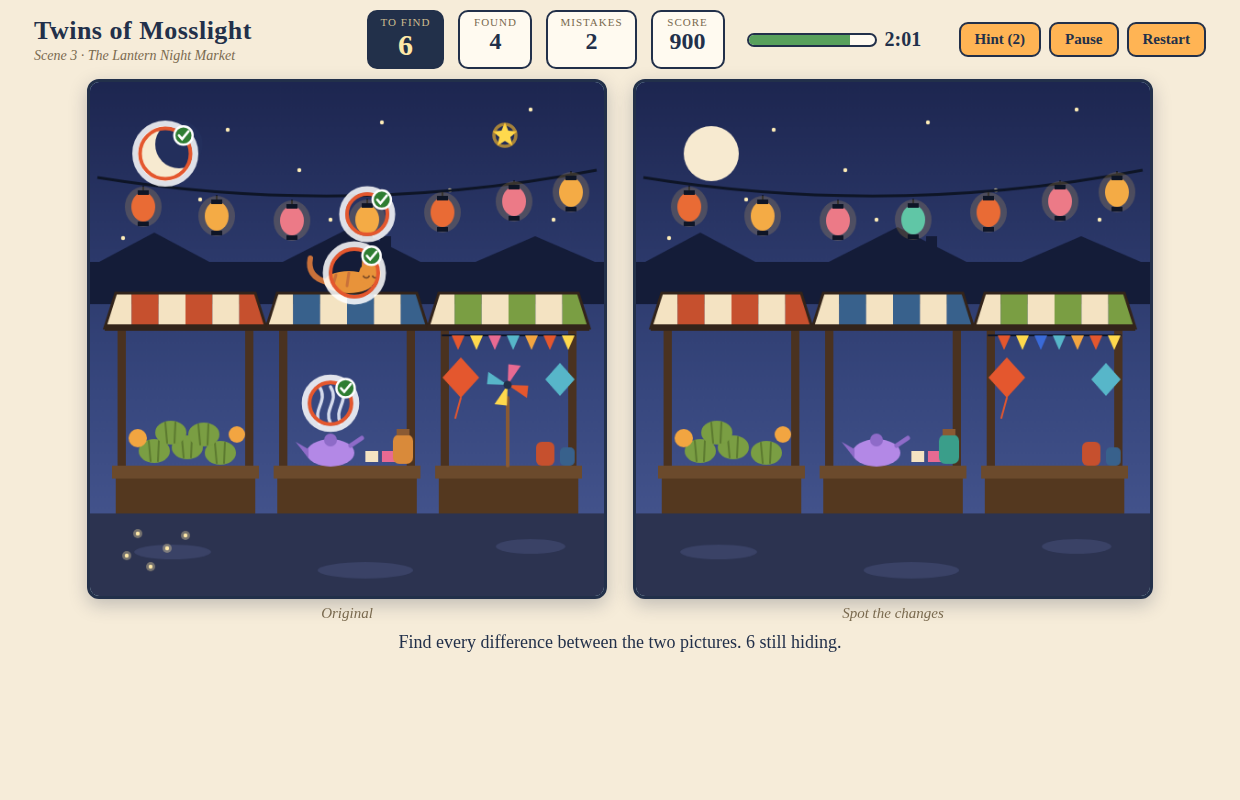 Twins of Mosslight
Scene 3 · The Lantern Night Market
TO FIND
6
FOUND
4
MISTAKES
2
SCORE
900
2:01
Hint (2)
Pause
Restart
Original
Spot the changes
Find every difference between the two pictures. 6 still hiding.